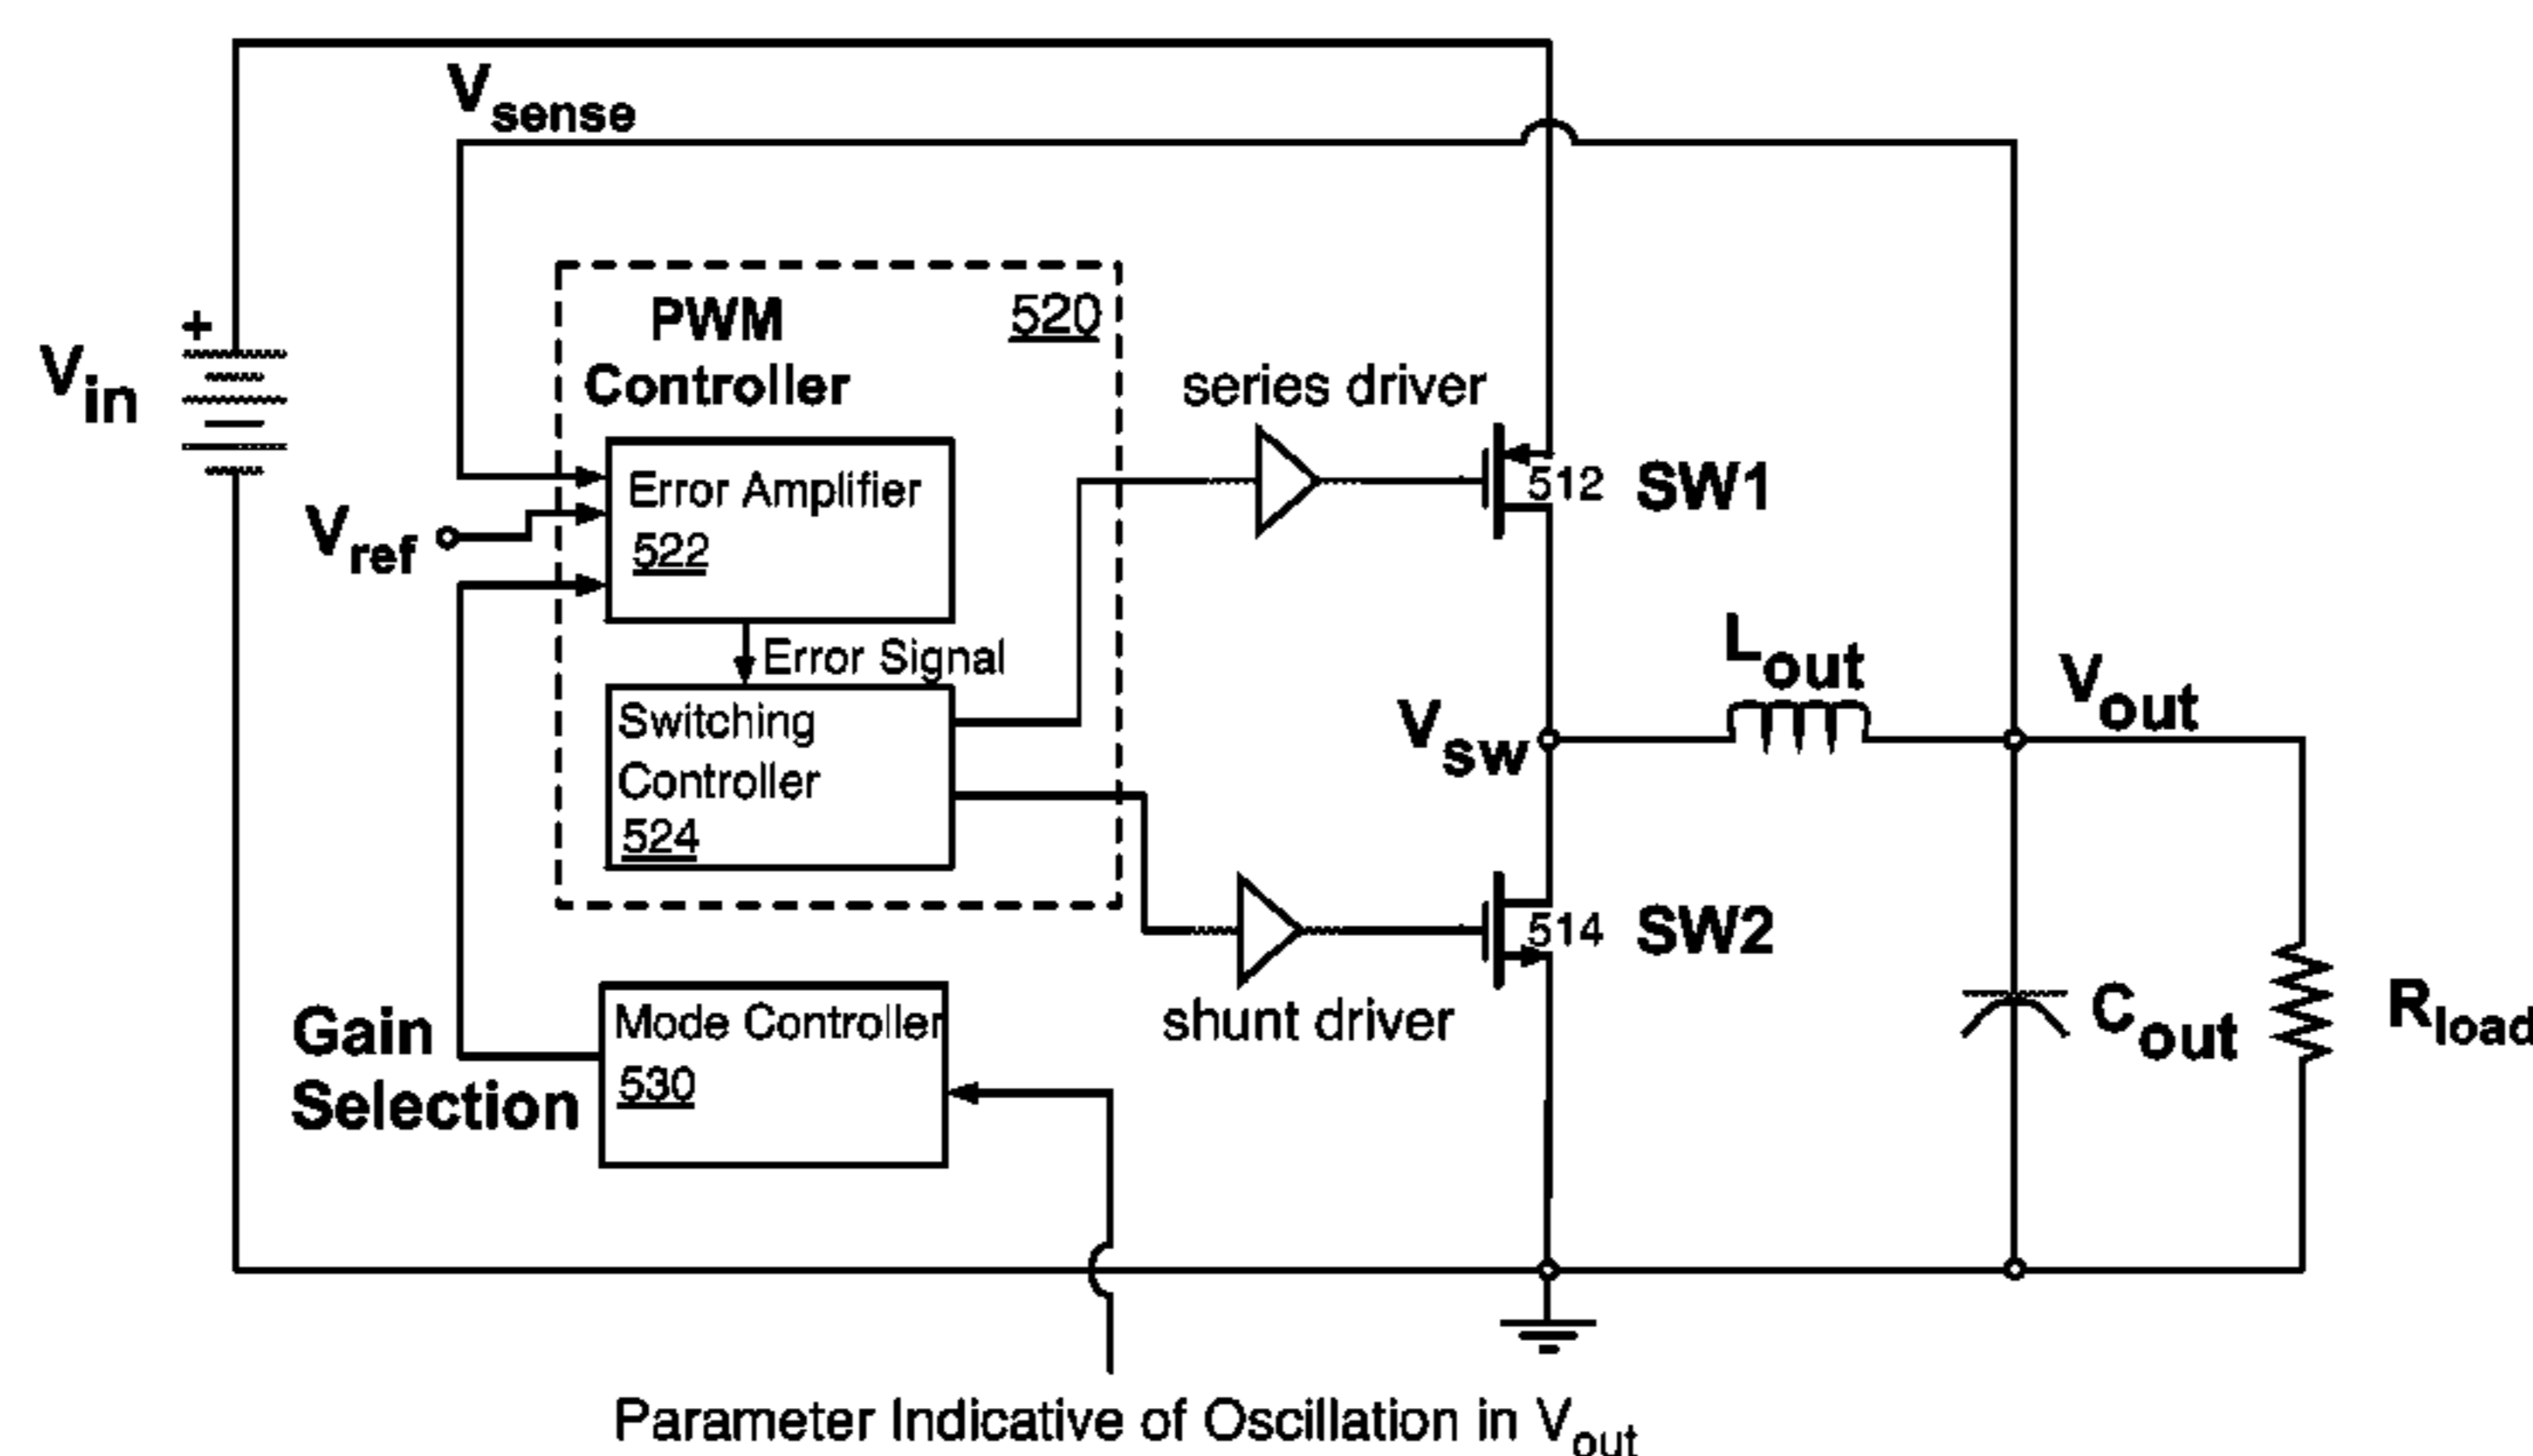 Vsense
+
Vin
PWM
Controller
520
series driver
Error Amplifier
522
Vref
512
SW1
Error Signal
Switching
Controller
524
Lout
Vout
Vsw
514
SW2
shunt driver
Gain
Selection
Mode Controller
530
Cout
Rload
Parameter Indicative of Oscillation in Vout